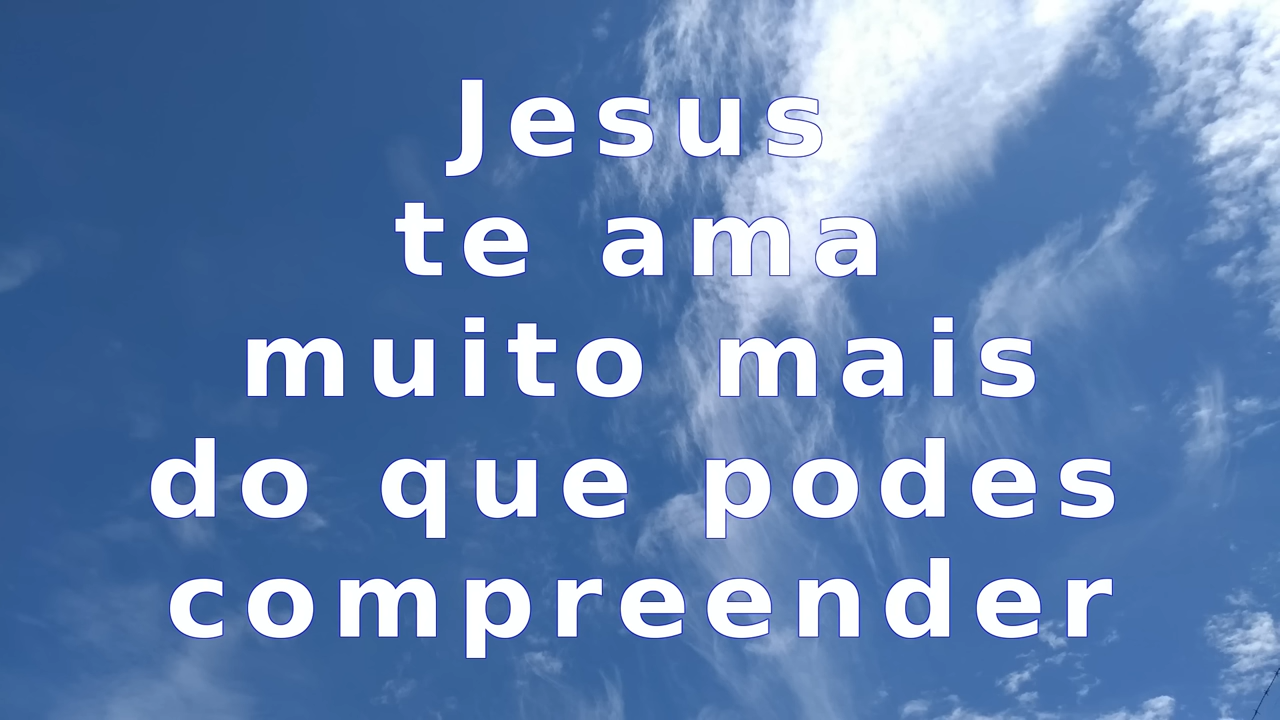 Jesus
te ama
muito mais
do que podes
compreender